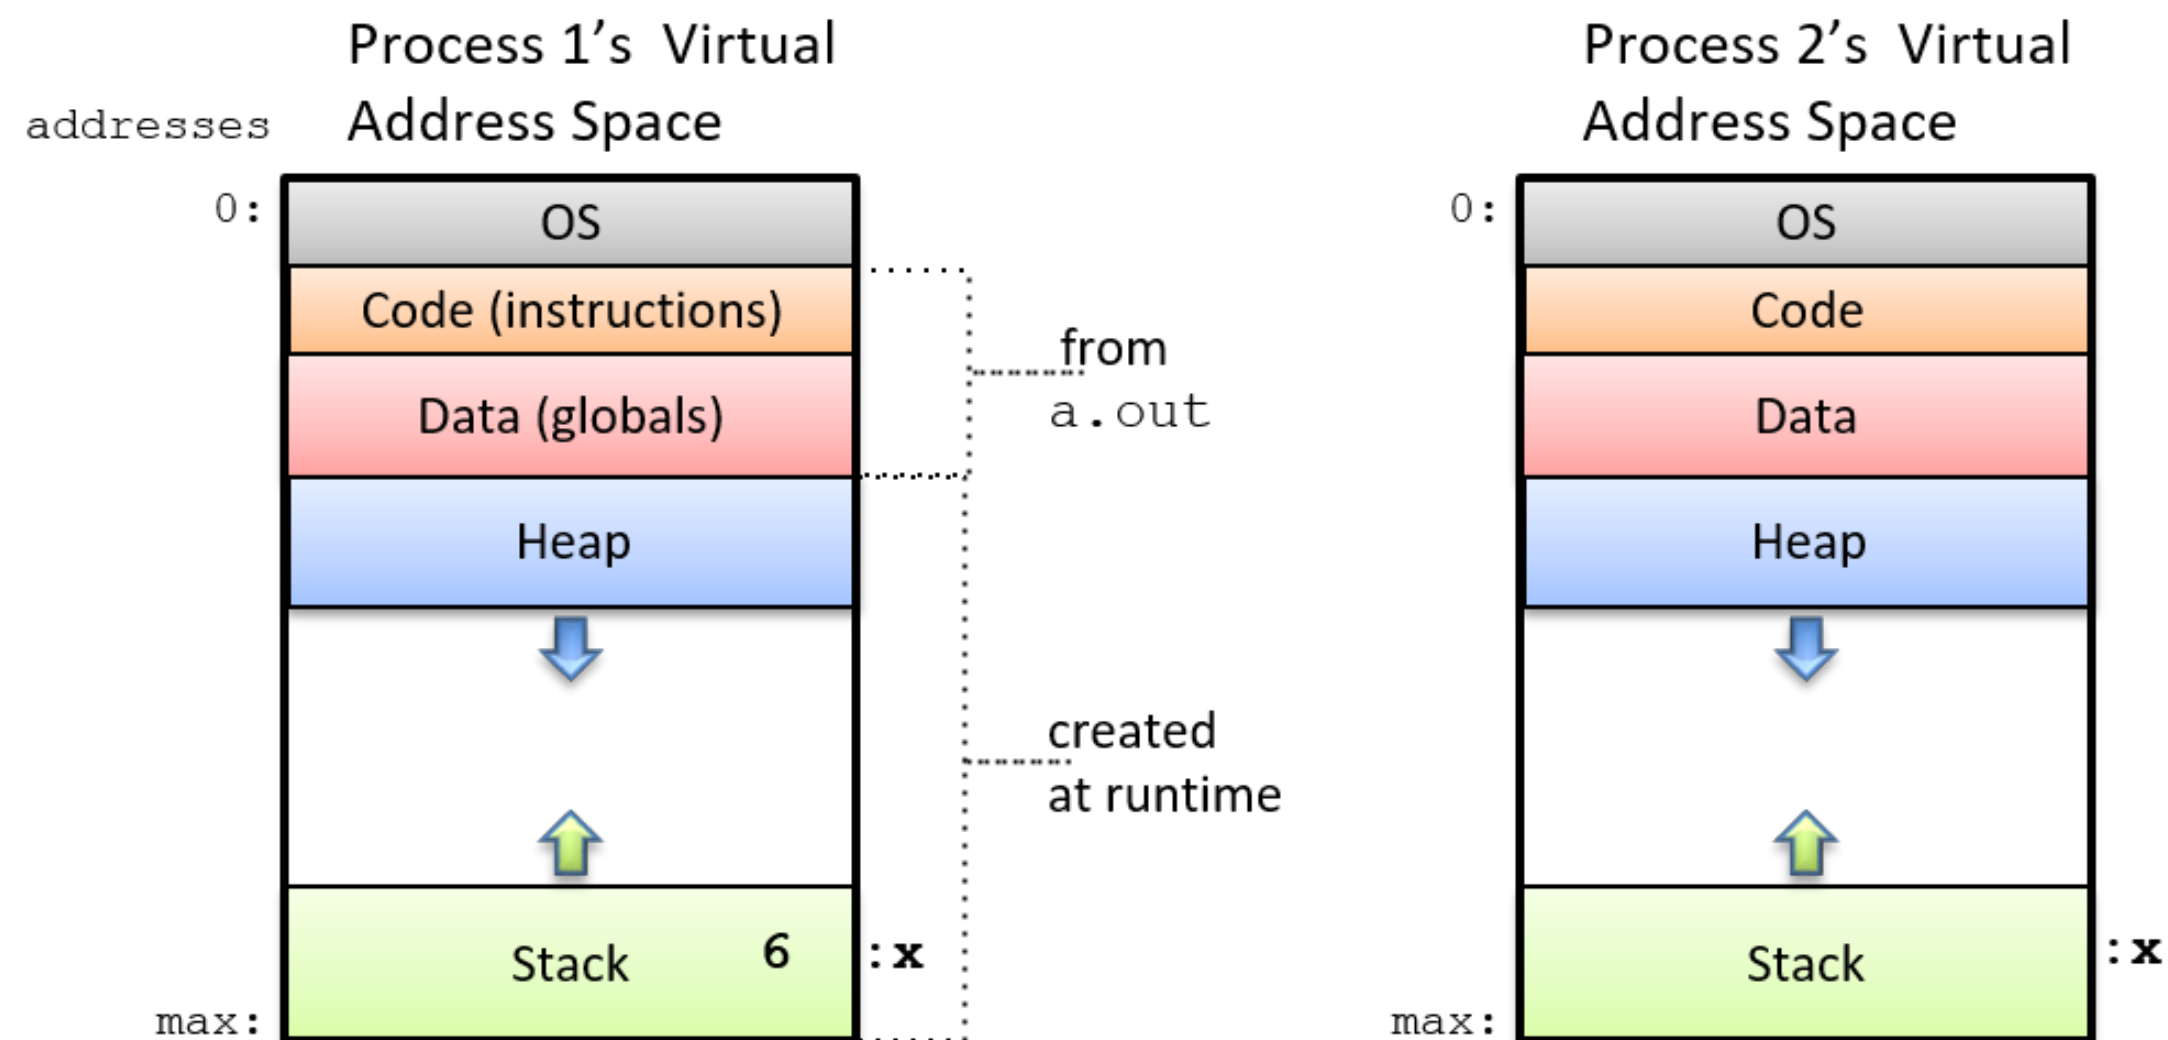 Process 1's Virtual
Address Space
addresses
0:
OS
Code (instructions)
Data (globals)
Heap
Stack
6
:x
max:
from
a.out
created
at runtime
Process 2's Virtual
Address Space
0:
OS
Code
Data
Heap
Stack
:x
max: